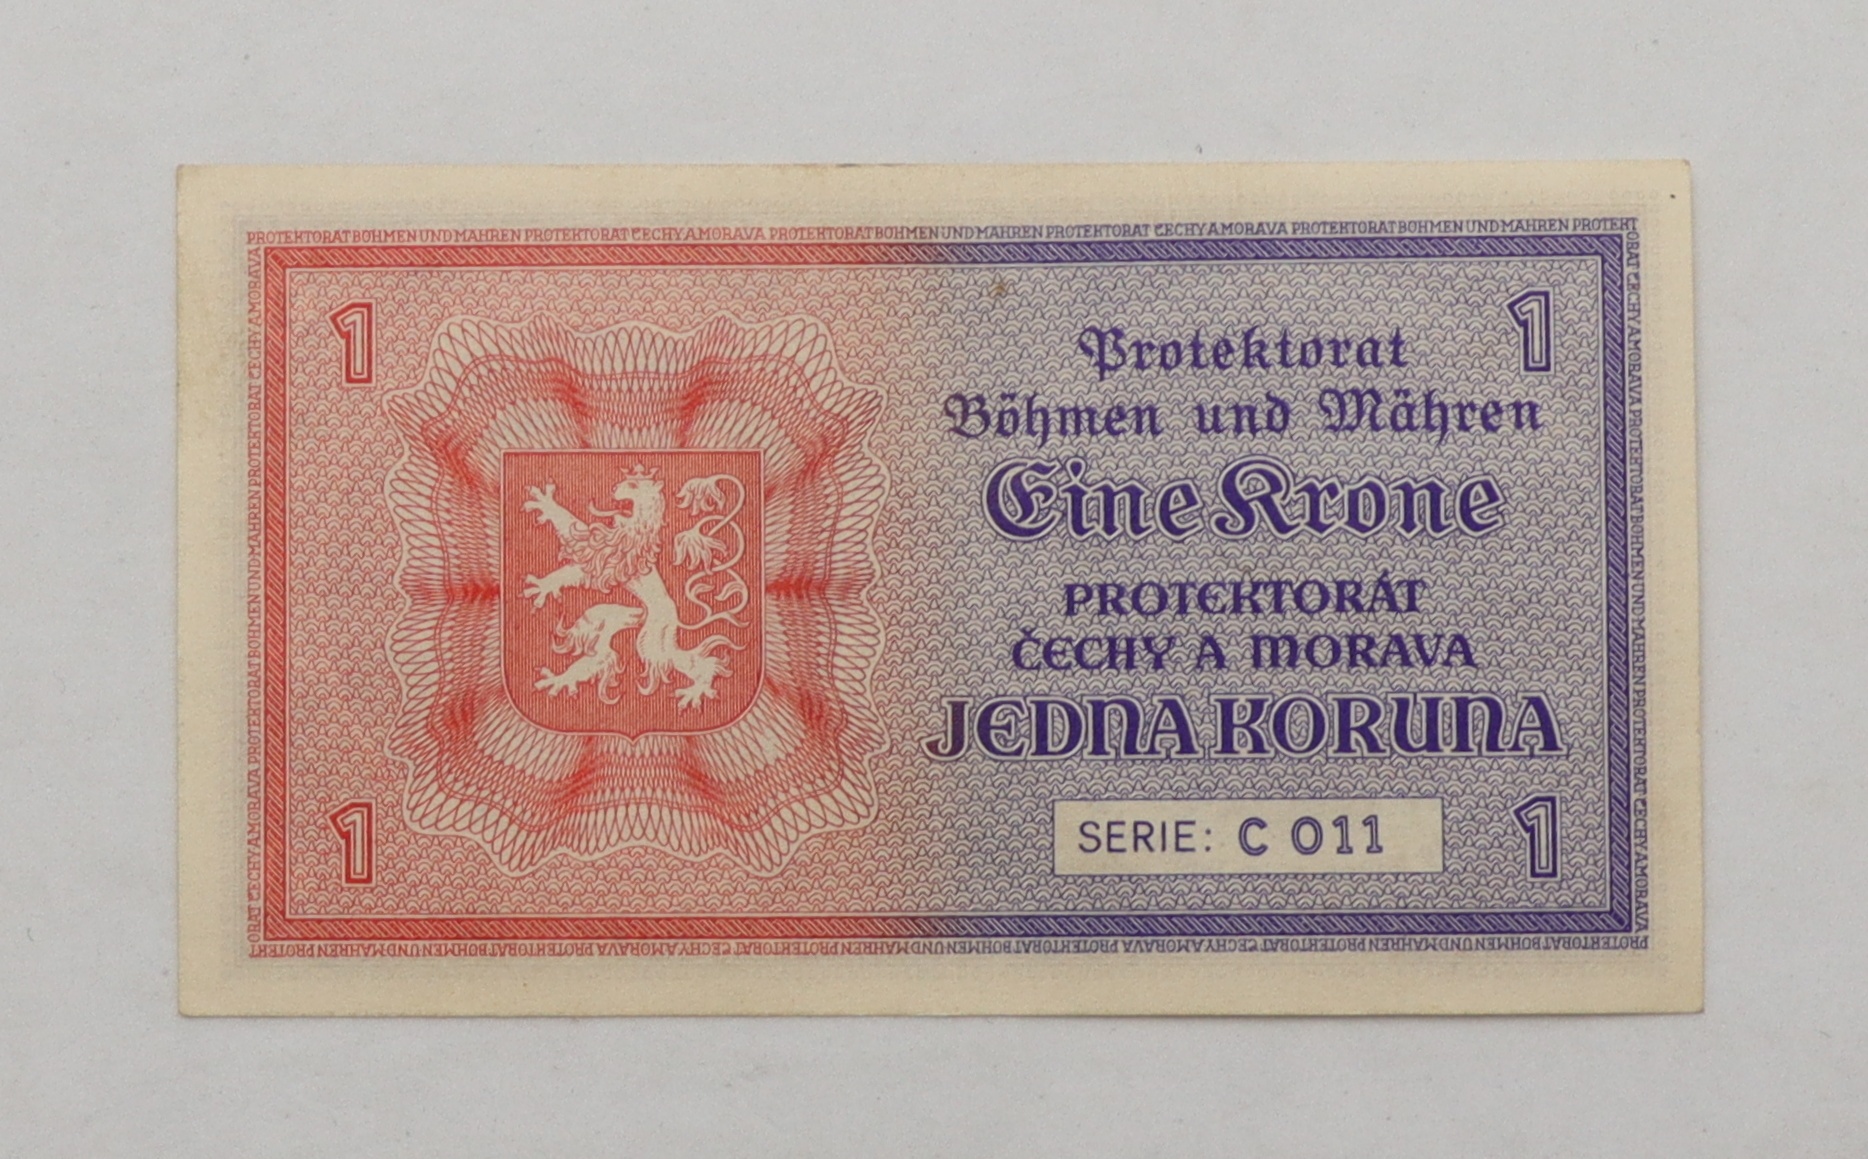 PROTEKTORAT BÖHMEN UND MÄHREN PROTEKTORAT ČECHY A MORAVA PROTEKTORAT BÖHMEN UND MÄHREN PROTEKTORAT ČECHY A MORAVA PROTEKTORAT BÖHMEN UND MÄHREN PROTEKT
1
1
Protektorat
Böhmen und Mähren
Eine Krone
PROTEKTORÁT
ČECHY A MORAVA
JEDNA KORUNA
SERIE: C 011
1
1